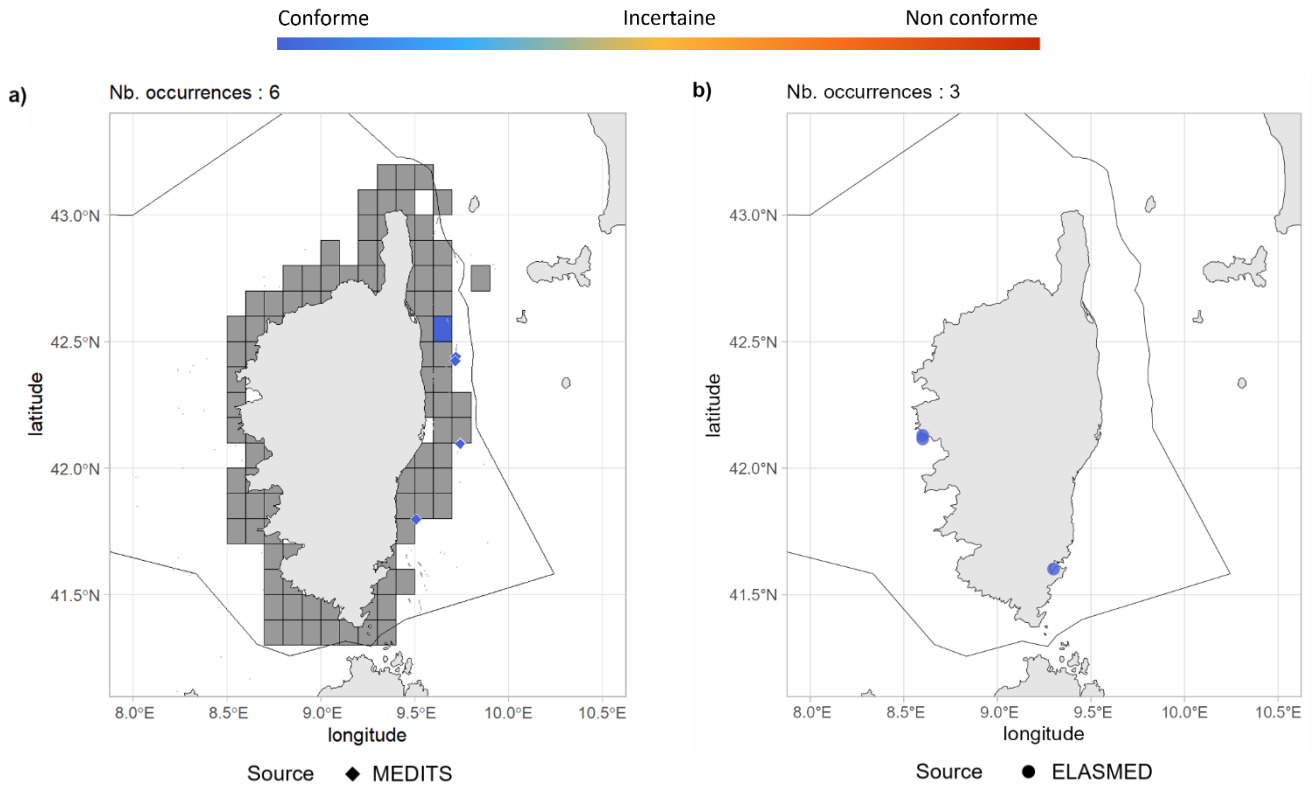 Conforme Incertaine Non conforme
a) Nb. occurrences : 6
43.0°N
42.5°N
42.0°N
41.5°N
latitude
8.0°E 8.5°E 9.0°E 9.5°E 10.0°E 10.5°E
longitude
Source MEDITS
b) Nb. occurrences : 3
43.0°N
42.5°N
42.0°N
41.5°N
latitude
8.0°E 8.5°E 9.0°E 9.5°E 10.0°E 10.5°E
longitude
Source ELASMED